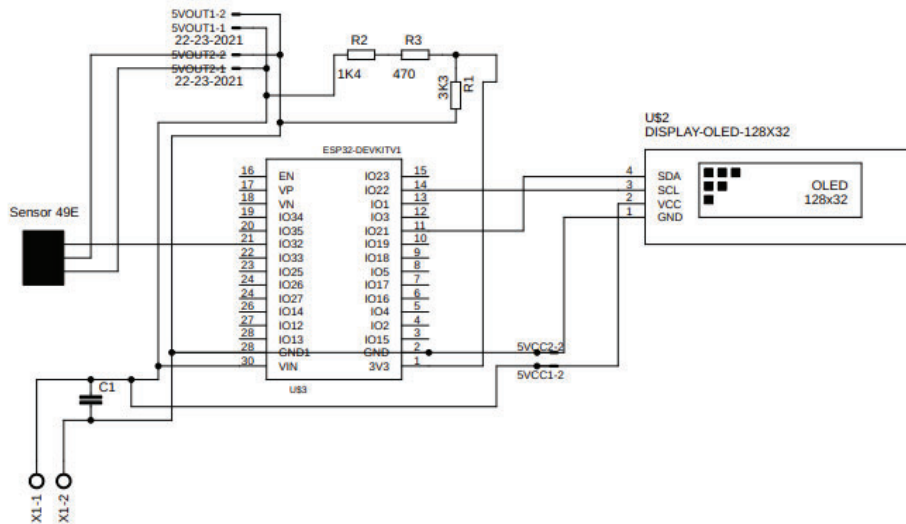 5VOUT1-2
5VOUT1-1
22-23-2021
5VOUT2-2
5VOUT2-1
22-23-2021
R2 R3
1K4 470
3K3 R1
U$2
DISPLAY-OLED-128X32
4 SDA
3 SCL
2 VCC
1 GND
OLED
128x32
Sensor 49E
ESP32-DEVKITV1
16 EN IO23 15
17 VP IO22 14
18 VN IO1 13
19 IO34 IO3 12
20 IO35 IO21 11
21 IO32 IO19 10
22 IO33 IO18 9
23 IO25 IO5 8
24 IO26 IO17 7
24 IO27 IO16 6
26 IO14 IO4 5
27 IO12 IO2 4
28 IO13 IO15 3
28 GND1 GND 2
30 VIN 3V3 1
U$3
5VCC2-2
5VCC1-2
C1
X1-1
X1-2